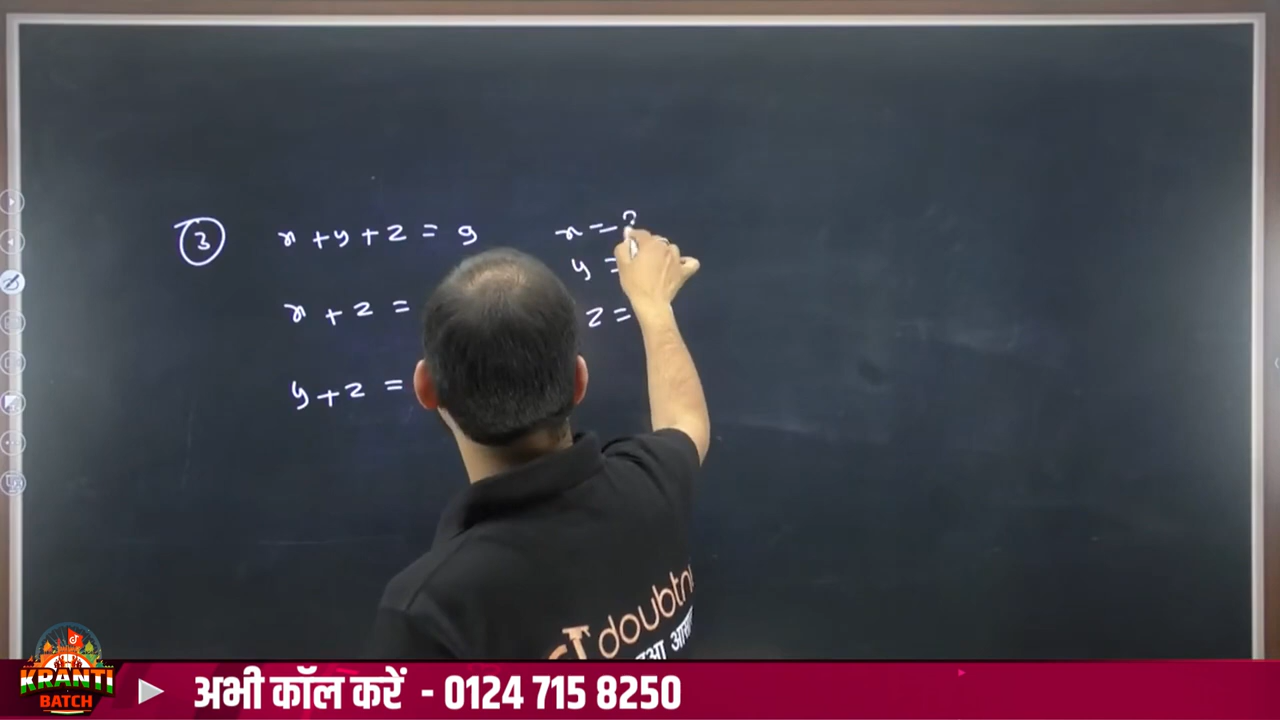 3 x + y + z = 9
x = ?
y =
x + z =
z =
y + z =
doubtn
KRANTI
BATCH
अभी कॉल करें - 0124 715 8250